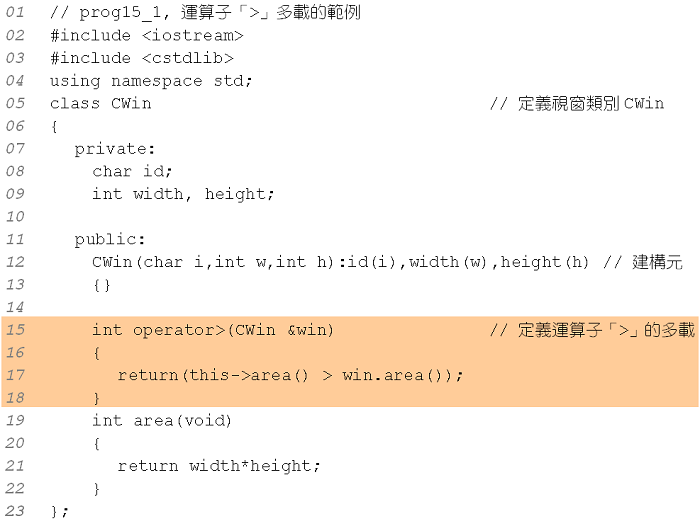 01 // prog15_1, 運算子「>」多載的範例
02 #include <iostream>
03 #include <cstdlib>
04 using namespace std;
05 class CWin // 定義視窗類別 CWin
06 {
07 private:
08 char id;
09 int width, height;
10
11 public:
12 CWin(char i,int w,int h):id(i),width(w),height(h) // 建構元
13 {}
14
15 int operator>(CWin &win) // 定義運算子「>」的多載
16 {
17 return(this->area() > win.area());
18 }
19 int area(void)
20 {
21 return width*height;
22 }
23 };